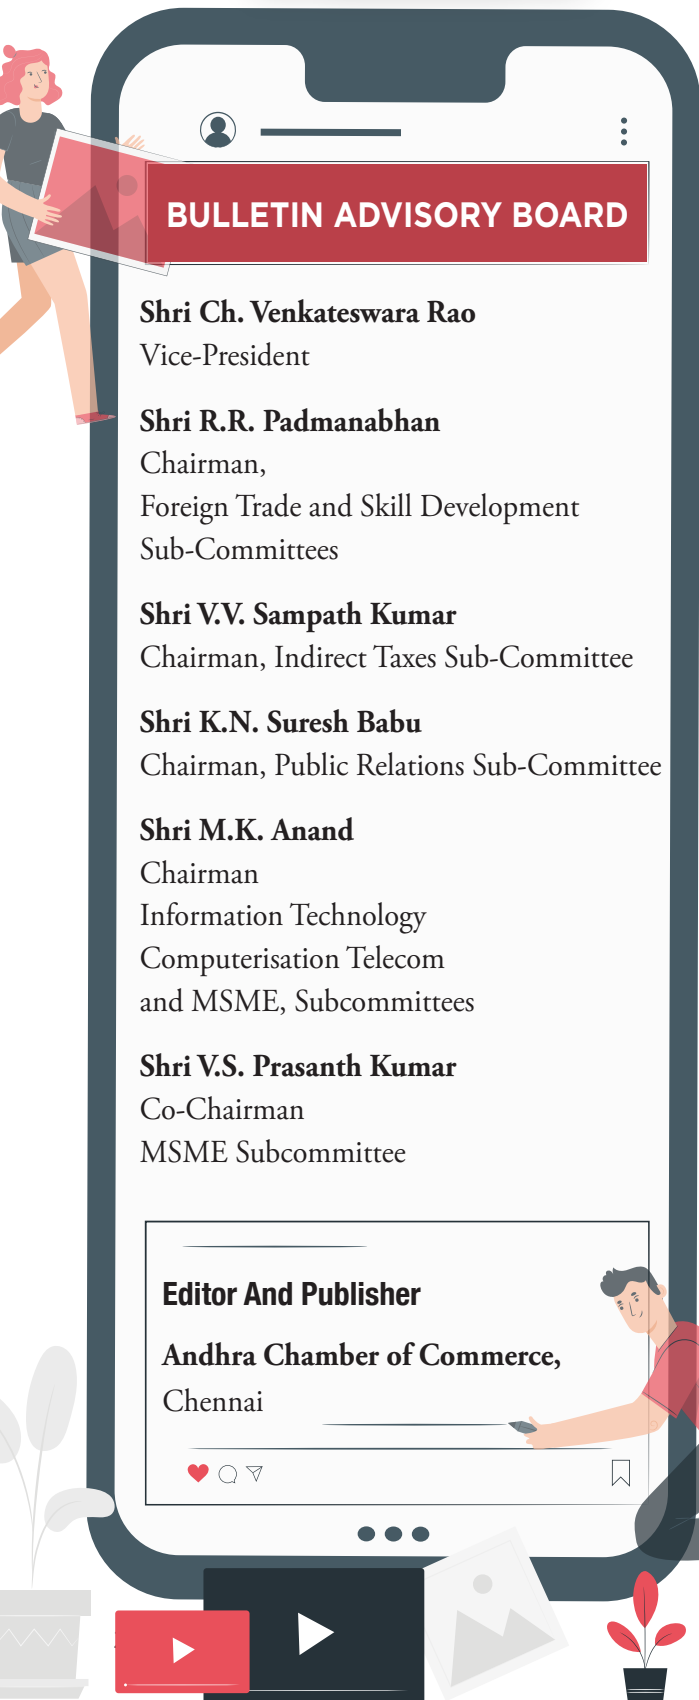 BULLETIN ADVISORY BOARD
Shri Ch. Venkateswara Rao
Vice-President
Shri R.R. Padmanabhan
Chairman,
Foreign Trade and Skill Development
Sub-Committees
Shri V.V. Sampath Kumar
Chairman, Indirect Taxes Sub-Committee
Shri K.N. Suresh Babu
Chairman, Public Relations Sub-Committee
Shri M.K. Anand
Chairman
Information Technology
Computerisation Telecom
and MSME, Subcommittees
Shri V.S. Prasanth Kumar
Co-Chairman
MSME Subcommittee
Editor And Publisher
Andhra Chamber of Commerce,
Chennai